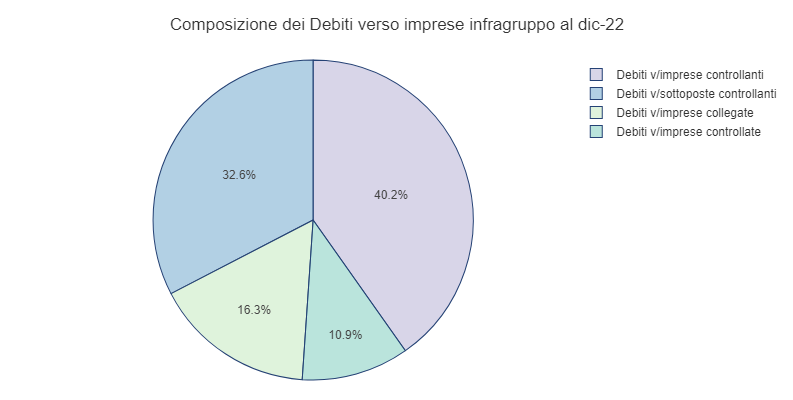 Composizione dei Debiti verso imprese infragruppo al dic-22
Debiti v/imprese controllanti
Debiti v/sottoposte controllanti
Debiti v/imprese collegate
Debiti v/imprese controllate
32.6%
40.2%
16.3%
10.9%